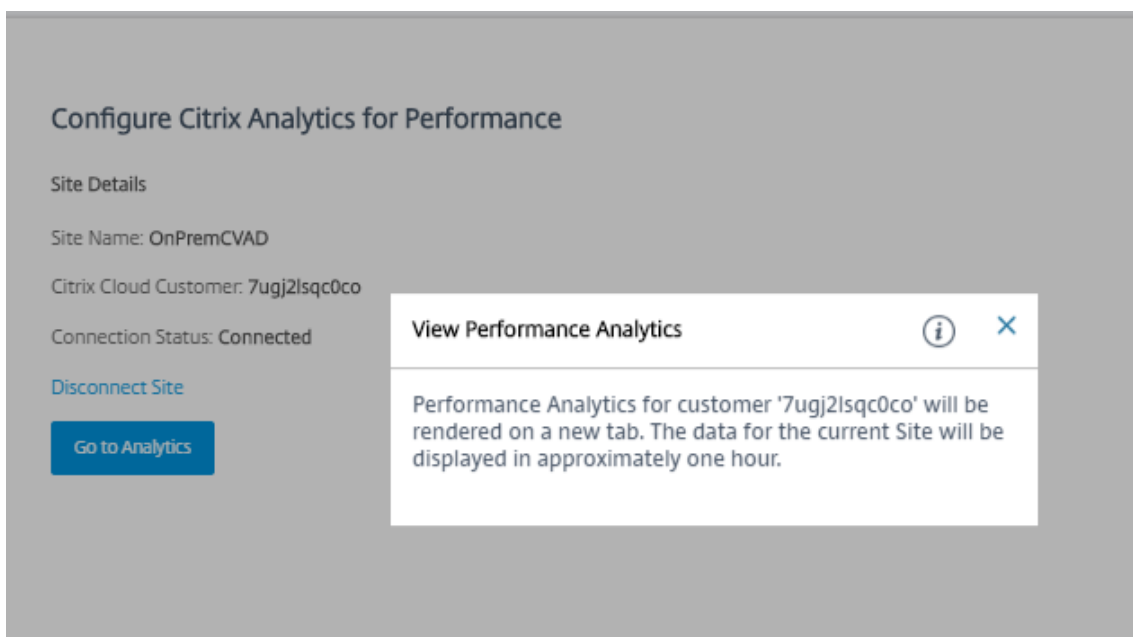 Configure Citrix Analytics for Performance
Site Details
Site Name: OnPremCVAD
Citrix Cloud Customer: 7ugj2lsqc0co
Connection Status: Connected
Disconnect Site
Go to Analytics
View Performance Analytics
Performance Analytics for customer '7ugj2lsqc0co' will be
rendered on a new tab. The data for the current Site will be
displayed in approximately one hour.